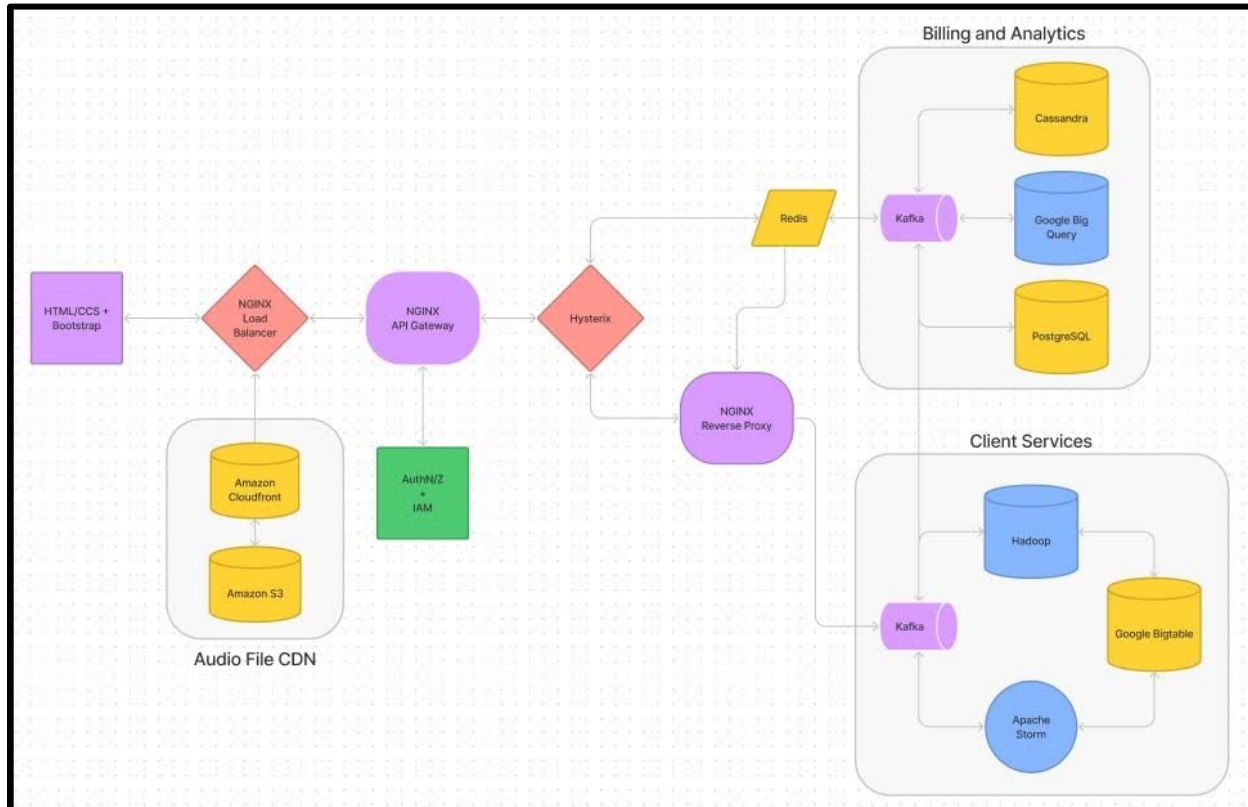 Billing and Analytics
Cassandra
Redis
Kafka
Google Big
Query
HTML/CCS +
Bootstrap
NGINX
Load
Balancer
NGINX
API Gateway
Hysterix
PostgreSQL
NGINX
Reverse Proxy
Client Services
Amazon
Cloudfront
AuthN/Z
+
IAM
Hadoop
Amazon S3
Kafka
Google Bigtable
Audio File CDN
Apache
Storm